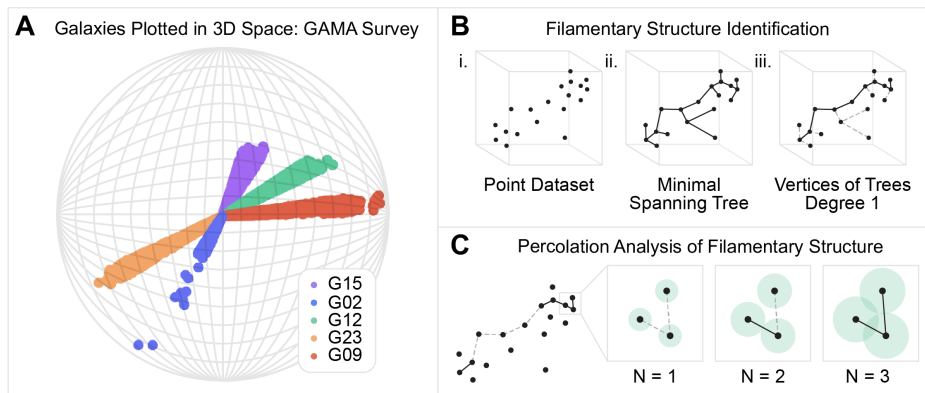 A Galaxies Plotted in 3D Space: GAMA Survey
G15
G02
G12
G23
G09
B Filamentary Structure Identification
i. ii. iii.
Point Dataset
Minimal
Spanning Tree
Vertices of Trees
Degree 1
C Percolation Analysis of Filamentary Structure
N = 1 N = 2 N = 3